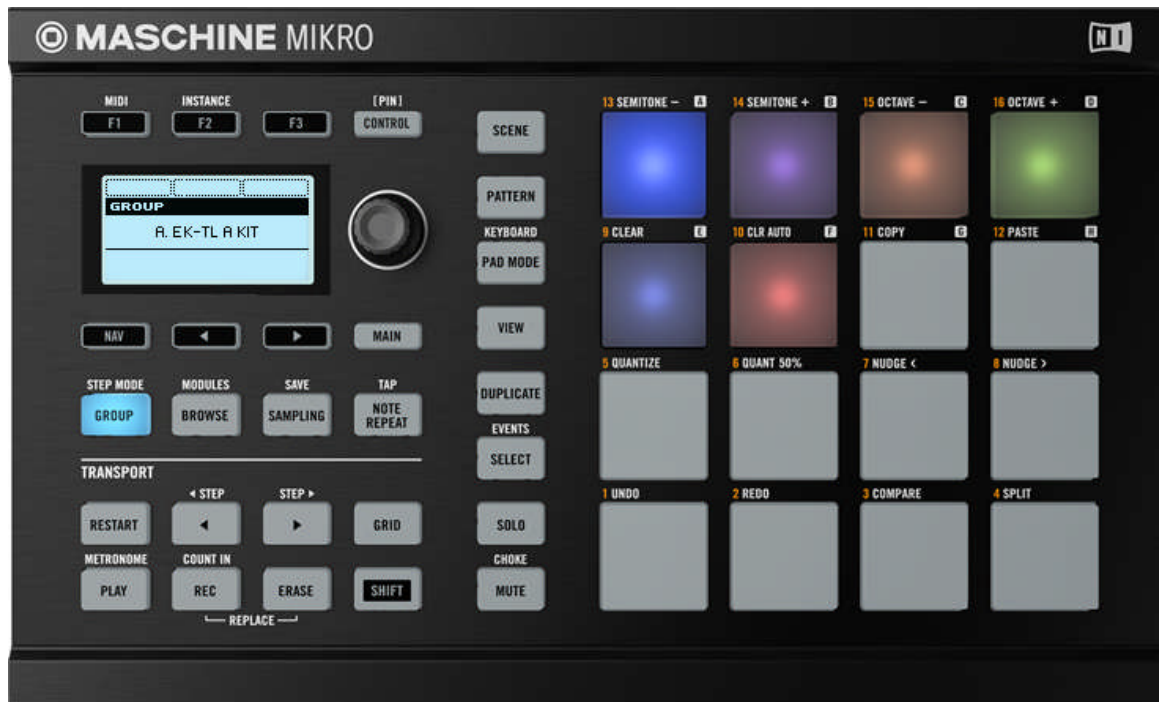 MASCHINE MIKRO
NI
MIDI INSTANCE [PIN]
F1 F2 F3 CONTROL
GROUP
A. EK-TL A KIT
NAV ◀ ▶ MAIN
STEP MODE MODULES SAVE TAP
GROUP BROWSE SAMPLING NOTE REPEAT
TRANSPORT
◀ STEP STEP ▶
RESTART ◀ ▶ GRID
METRONOME COUNT IN
PLAY REC ERASE SHIFT
REPLACE
SCENE
PATTERN
KEYBOARD
PAD MODE
VIEW
DUPLICATE
EVENTS
SELECT
SOLO
CHOKE
MUTE
13 SEMITONE – A 14 SEMITONE + B 15 OCTAVE – C 16 OCTAVE + D
9 CLEAR E 10 CLR AUTO F 11 COPY G 12 PASTE H
5 QUANTIZE 6 QUANT 50% 7 NUDGE < 8 NUDGE >
1 UNDO 2 REDO 3 COMPARE 4 SPLIT